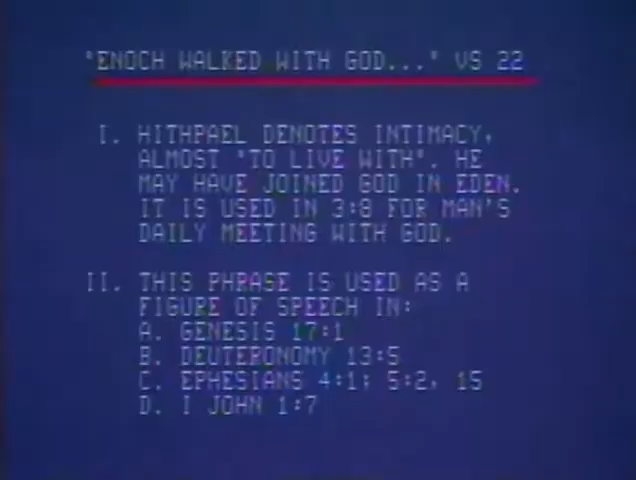 "ENOCH WALKED WITH GOD..." VS 22
I. HITHPAEL DENOTES INTIMACY,
ALMOST "TO LIVE WITH". HE
MAY HAVE JOINED GOD IN EDEN.
IT IS USED IN 3:8 FOR MAN'S
DAILY MEETING WITH GOD.
II. THIS PHRASE IS USED AS A
FIGURE OF SPEECH IN:
A. GENESIS 17:1
B. DEUTERONOMY 13:5
C. EPHESIANS 4:1; 5:2, 15
D. I JOHN 1:7